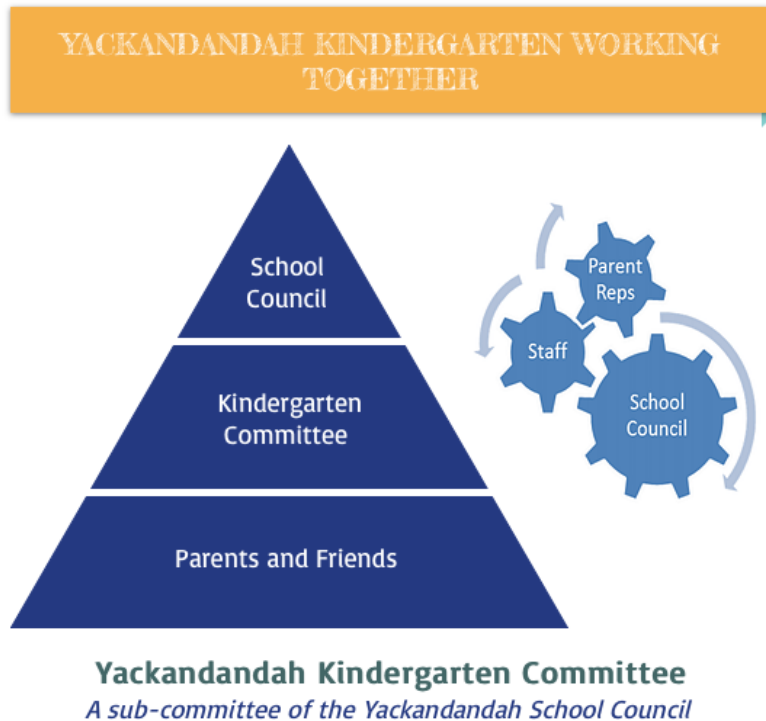 YACKANDANDAH KINDERGARTEN WORKING
TOGETHER
School
Council
Kindergarten
Committee
Parents and Friends
Parent
Reps
Staff
School
Council
Yackandandah Kindergarten Committee
A sub-committee of the Yackandandah School Council